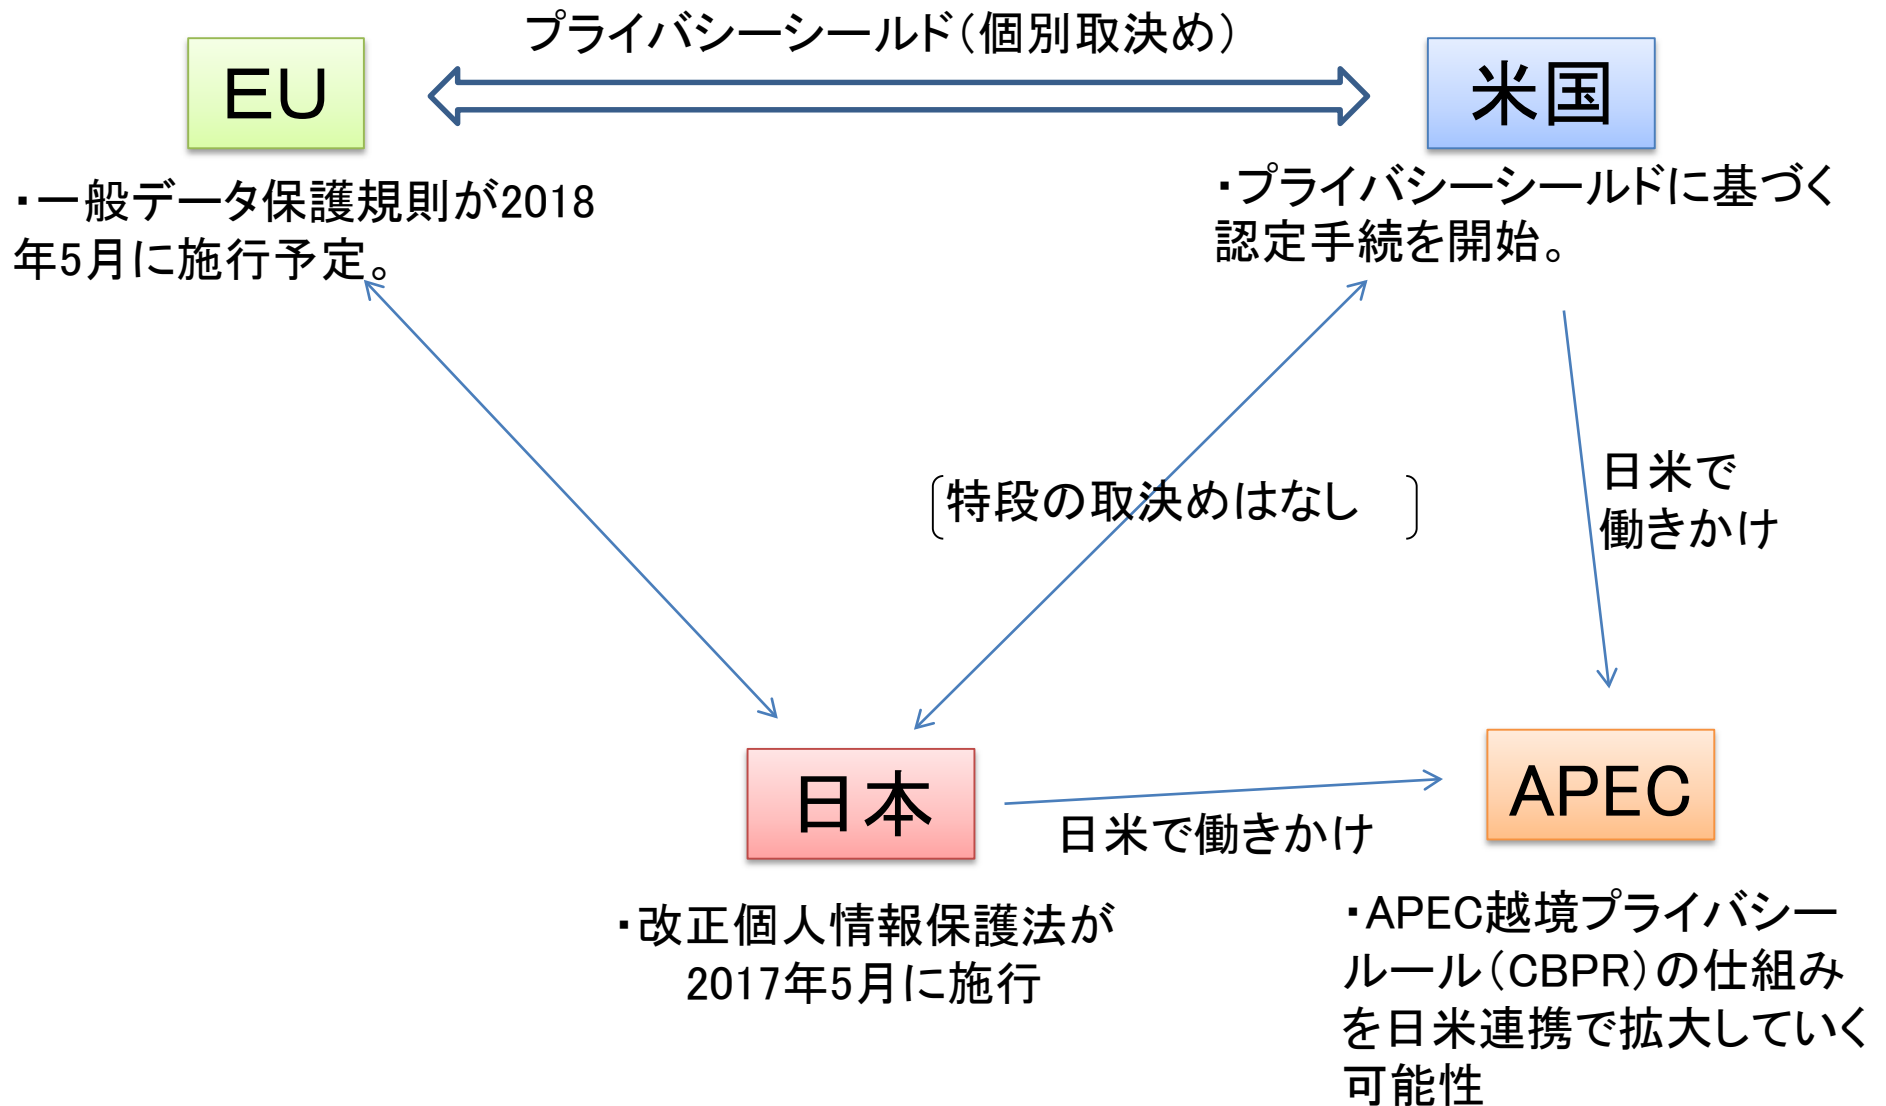 プライバシーシールド（個別取決め）
EU
米国
・一般データ保護規則が2018
年5月に施行予定。
・プライバシーシールドに基づく
認定手続を開始。
〔特段の取決めはなし　〕
日米で
働きかけ
日本
日米で働きかけ
APEC
・改正個人情報保護法が
2017年5月に施行
・APEC越境プライバシー
ルール（CBPR）の仕組み
を日米連携で拡大していく
可能性